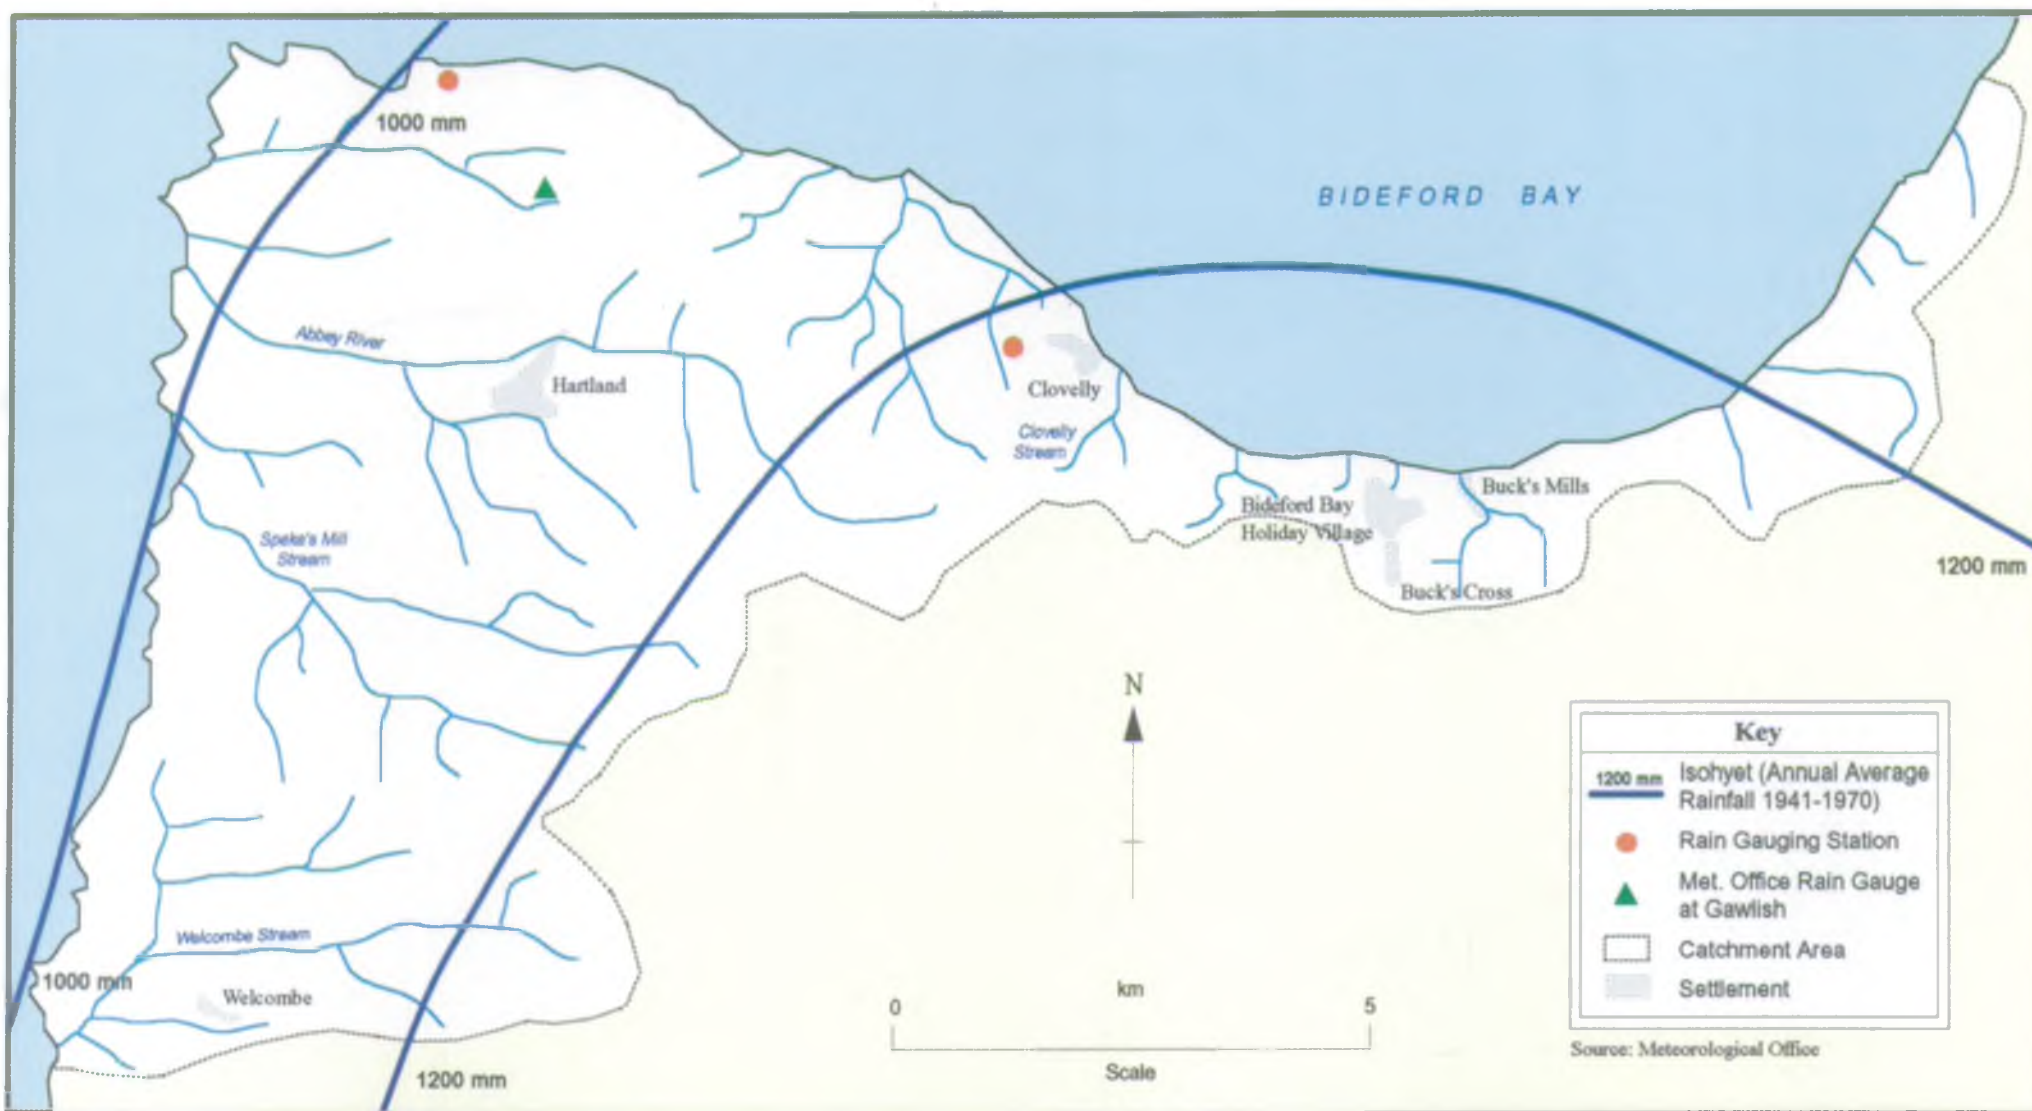 1000 mm
BIDEFORD BAY
Abbey River
Hartland
Clovelly
Clovelly
Stream
Buck's Mills
Bideford Bay
Holiday Village
Speke's Mill
Stream
1200 mm
Buck's Cross
N
Key
1200 mm Isohyet (Annual Average
Rainfall 1941-1970)
Rain Gauging Station
Met. Office Rain Gauge
at Gawlish
Catchment Area
Settlement
Welcombe Stream
1000 mm
Welcombe
km
0 5
Scale
Source: Meteorological Office
1200 mm